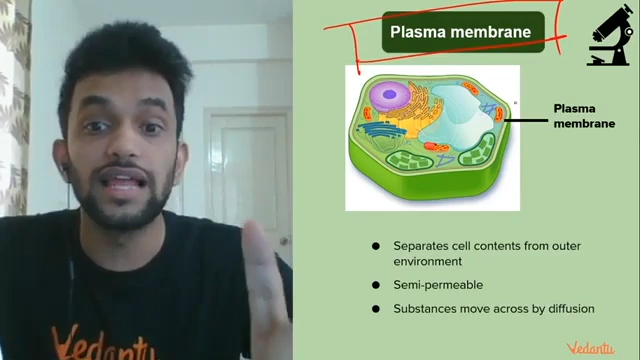 Plasma membrane
Plasma
membrane
● Separates cell contents from outer
environment
● Semi-permeable
● Substances move across by diffusion
Vedantu
Vedantu